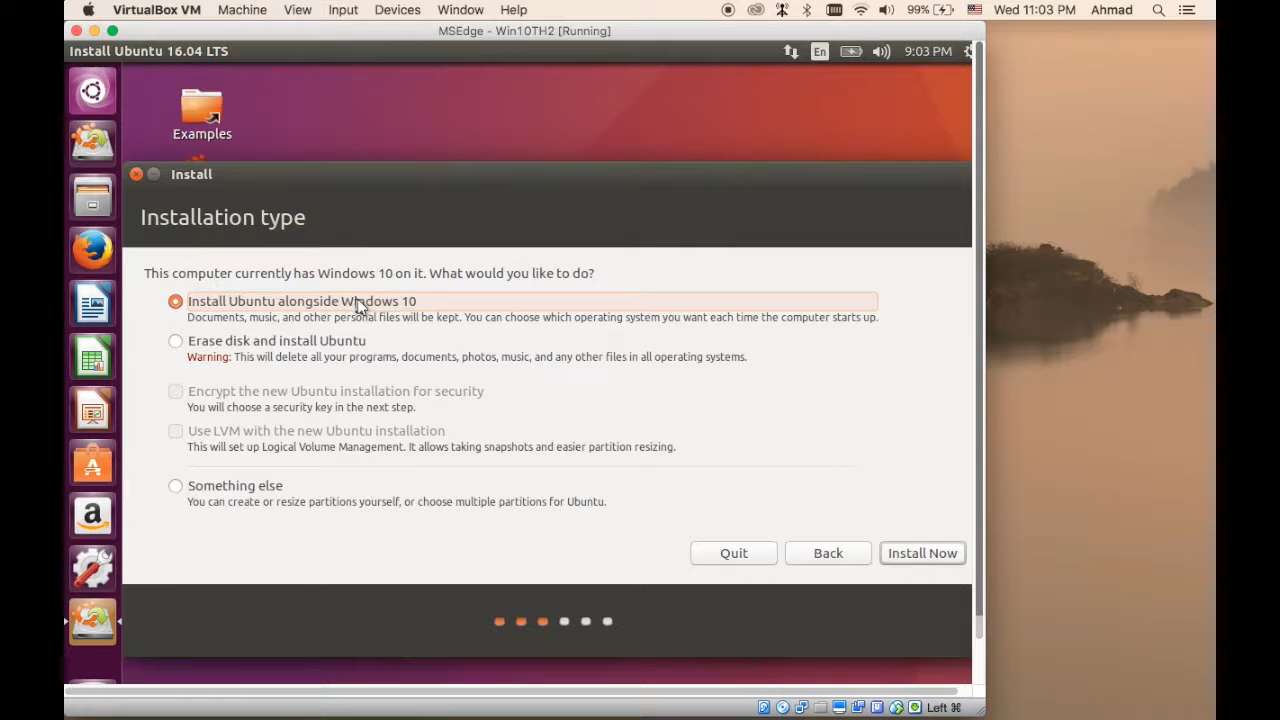 VirtualBox VM Machine View Input Devices Window Help 99% Wed 11:03 PM Ahmad
MSEdge - Win10TH2 [Running]
Install Ubuntu 16.04 LTS En 9:03 PM
Examples
Install
Installation type
This computer currently has Windows 10 on it. What would you like to do?
Install Ubuntu alongside Windows 10
Documents, music, and other personal files will be kept. You can choose which operating system you want each time the computer starts up.
Erase disk and install Ubuntu
Warning: This will delete all your programs, documents, photos, music, and any other files in all operating systems.
Encrypt the new Ubuntu installation for security
You will choose a security key in the next step.
Use LVM with the new Ubuntu installation
This will set up Logical Volume Management. It allows taking snapshots and easier partition resizing.
Something else
You can create or resize partitions yourself, or choose multiple partitions for Ubuntu.
Quit Back Install Now
Left ⌘